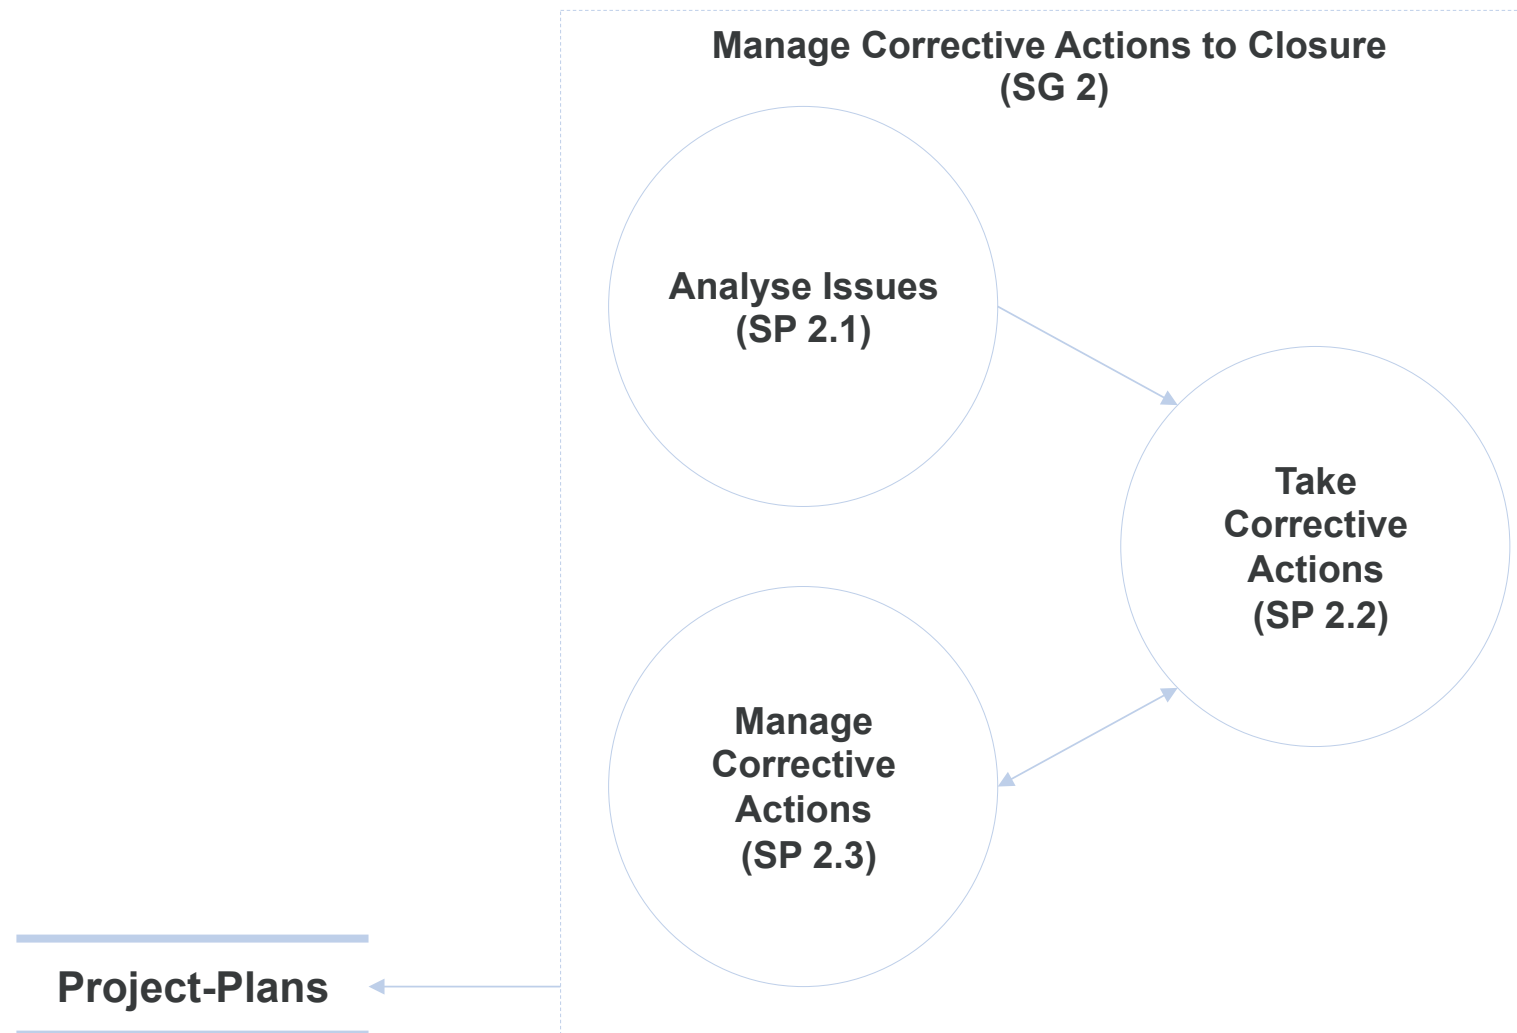 Manage Corrective Actions to Closure
(SG 2)
Analyse Issues
(SP 2.1)
Take
Corrective
Actions
(SP 2.2)
Manage
Corrective
Actions
(SP 2.3)
Project-Plans